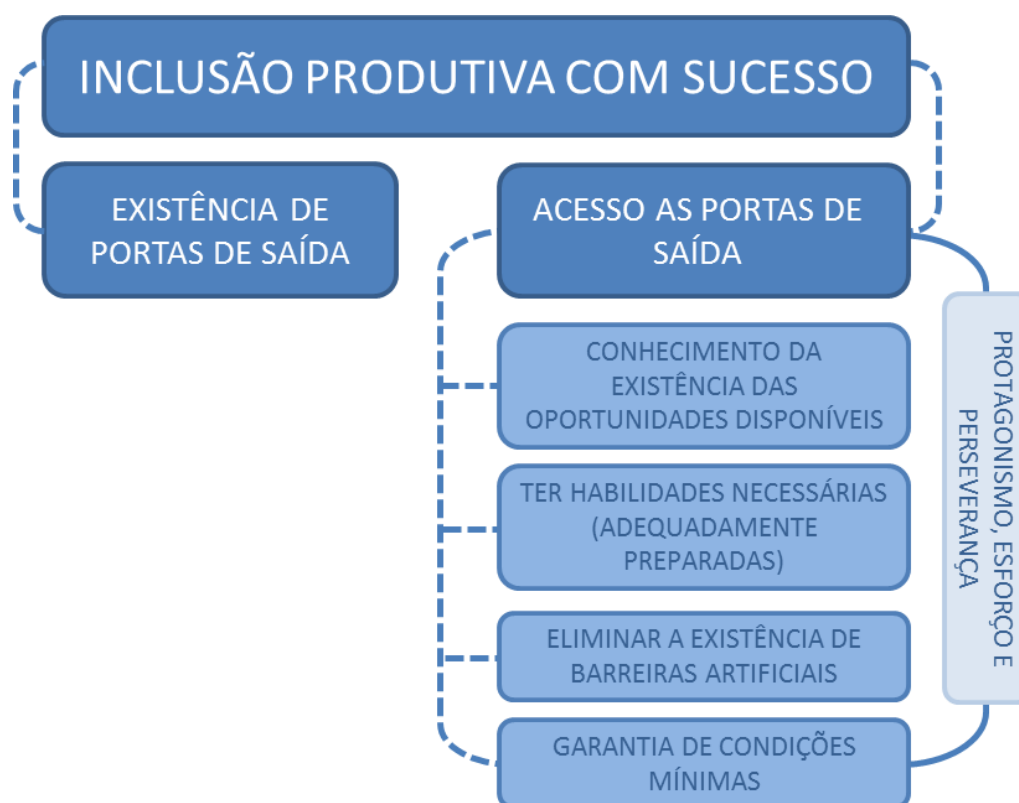 INCLUSÃO PRODUTIVA COM SUCESSO
EXISTÊNCIA DE
PORTAS DE SAÍDA
ACESSO AS PORTAS DE
SAÍDA
CONHECIMENTO DA
EXISTÊNCIA DAS
OPORTUNIDADES DISPONÍVEIS
TER HABILIDADES NECESSÁRIAS
(ADEQUADAMENTE
PREPARADAS)
ELIMINAR A EXISTÊNCIA DE
BARREIRAS ARTIFICIAIS
GARANTIA DE CONDIÇÕES
MÍNIMAS
PROTAGONISMO, ESFORÇO E
PERSEVERANÇA